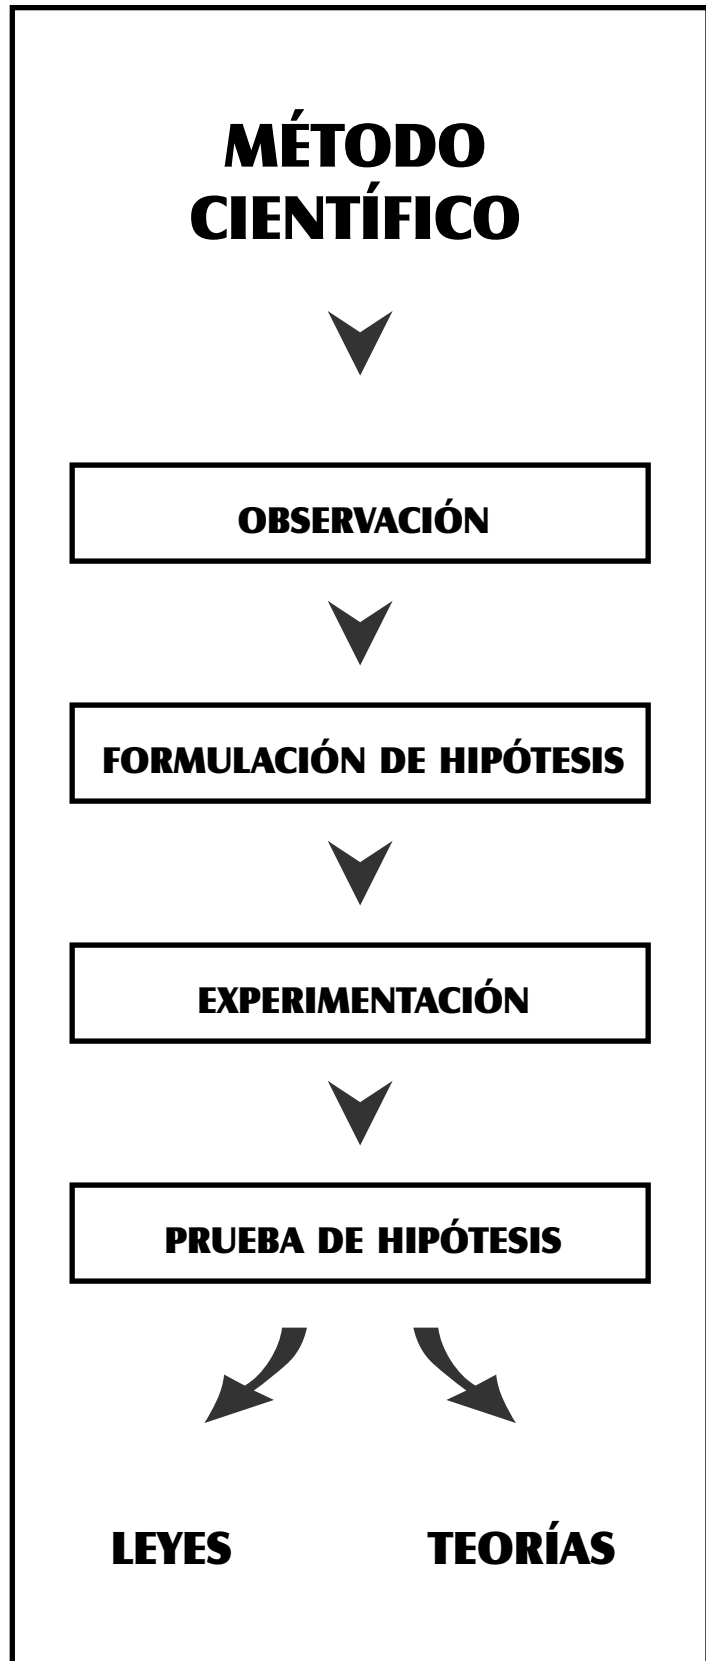 MÉTODO
CIENTÍFICO
OBSERVACIÓN
FORMULACIÓN DE HIPÓTESIS
EXPERIMENTACIÓN
PRUEBA DE HIPÓTESIS
LEYES
TEORÍAS